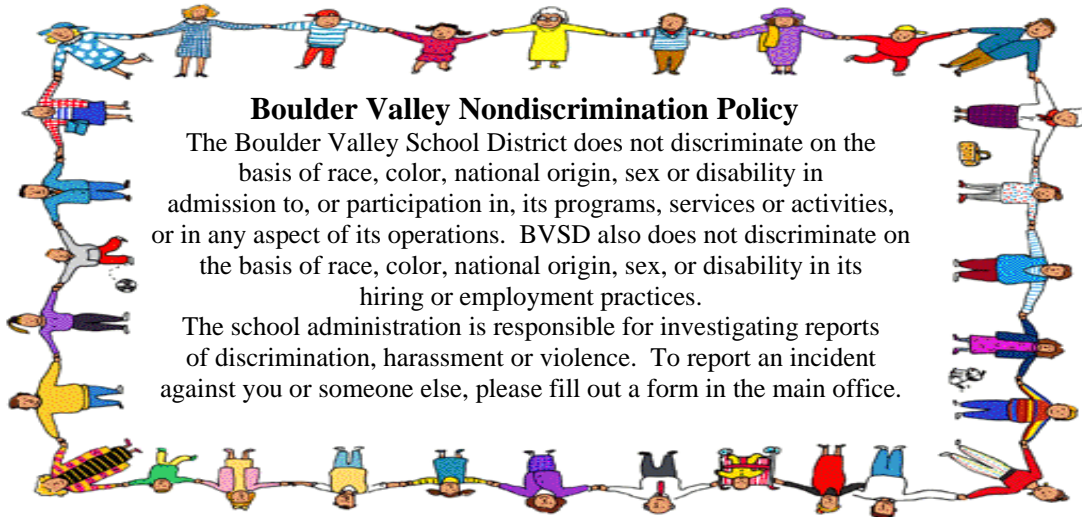 Boulder Valley Nondiscrimination Policy
The Boulder Valley School District does not discriminate on the
basis of race, color, national origin, sex or disability in
admission to, or participation in, its programs, services or activities,
or in any aspect of its operations.  BVSD also does not discriminate on
the basis of race, color, national origin, sex, or disability in its
hiring or employment practices.
The school administration is responsible for investigating reports
of discrimination, harassment or violence.  To report an incident
against you or someone else, please fill out a form in the main office.